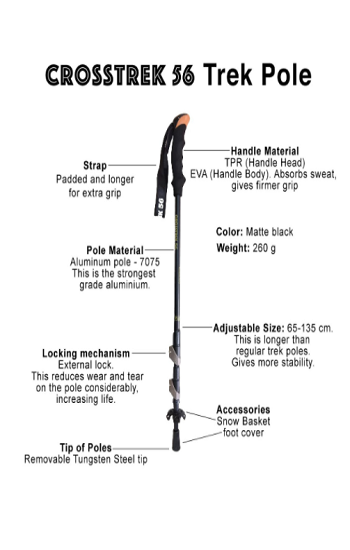 CROSSTREK 56 Trek Pole
Strap
Padded and longer
for extra grip
Handle Material
TPR (Handle Head)
EVA (Handle Body). Absorbs sweat,
gives firmer grip
56
Color: Matte black
Weight: 260 g
Pole Material
Aluminum pole - 7075
This is the strongest
grade aluminium.
Adjustable Size: 65-135 cm.
This is longer than
regular trek poles.
Gives more stability.
Locking mechanism
External lock.
This reduces wear and tear
on the pole considerably,
increasing life.
Accessories
Snow Basket
foot cover
Tip of Poles
Removable Tungsten Steel tip